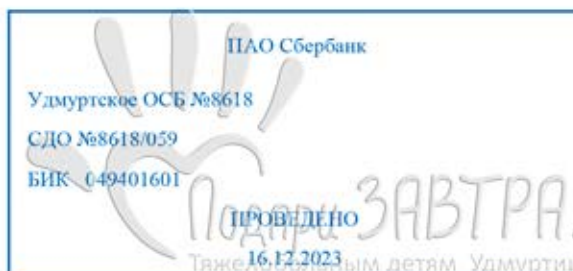 ПАО Сбербанк
Удмуртское ОСБ №8618
СДО №8618/059
БИК 049401601
Подари ЗАВТРА.
ПРОВЕДЕНО
16.12.2023
Тяжелобольным детям Удмуртии